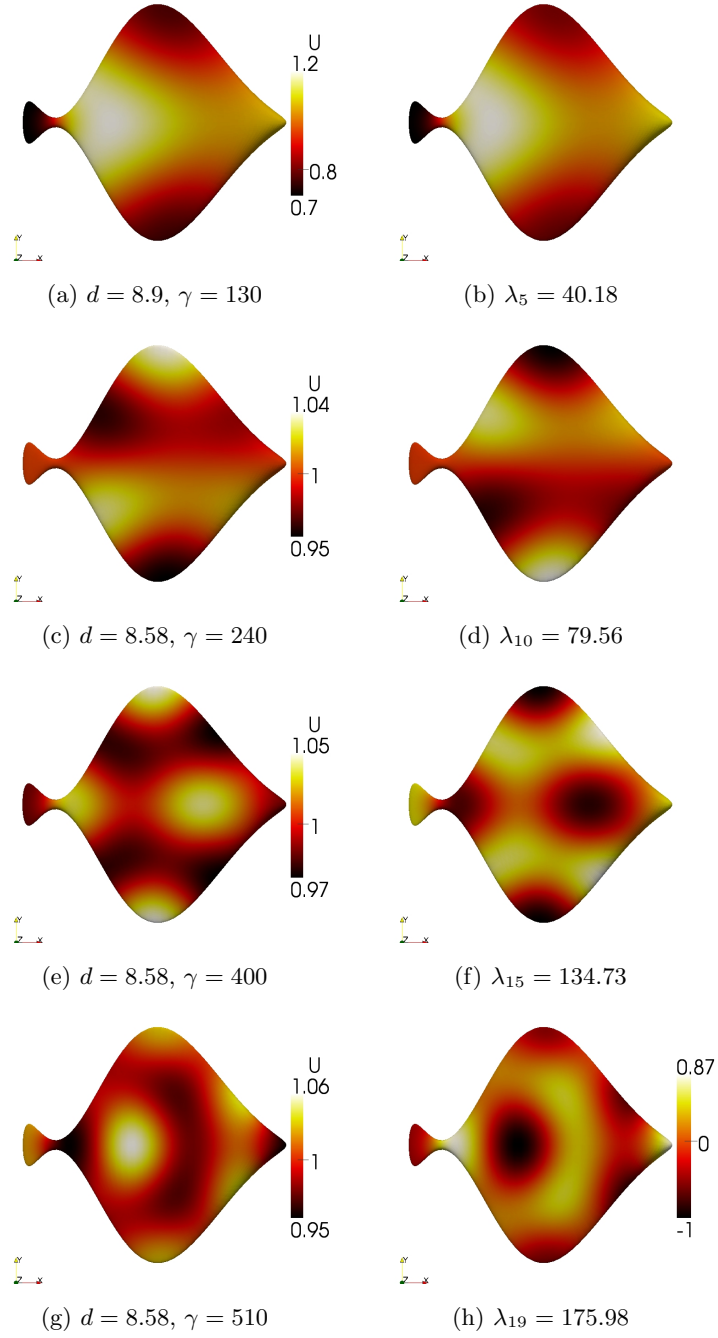 U
1.2
0.8
0.7
Y
Z X
Y
Z X
(a) d = 8.9, γ = 130
(b) λ5 = 40.18
U
1.04
1
0.95
Y
Z X
Y
Z X
(c) d = 8.58, γ = 240
(d) λ10 = 79.56
U
1.05
1
0.97
Y
Z X
Y
Z X
(e) d = 8.58, γ = 400
(f) λ15 = 134.73
U
1.06
1
0.95
0.87
0
-1
Y
Z X
Y
Z X
(g) d = 8.58, γ = 510
(h) λ19 = 175.98